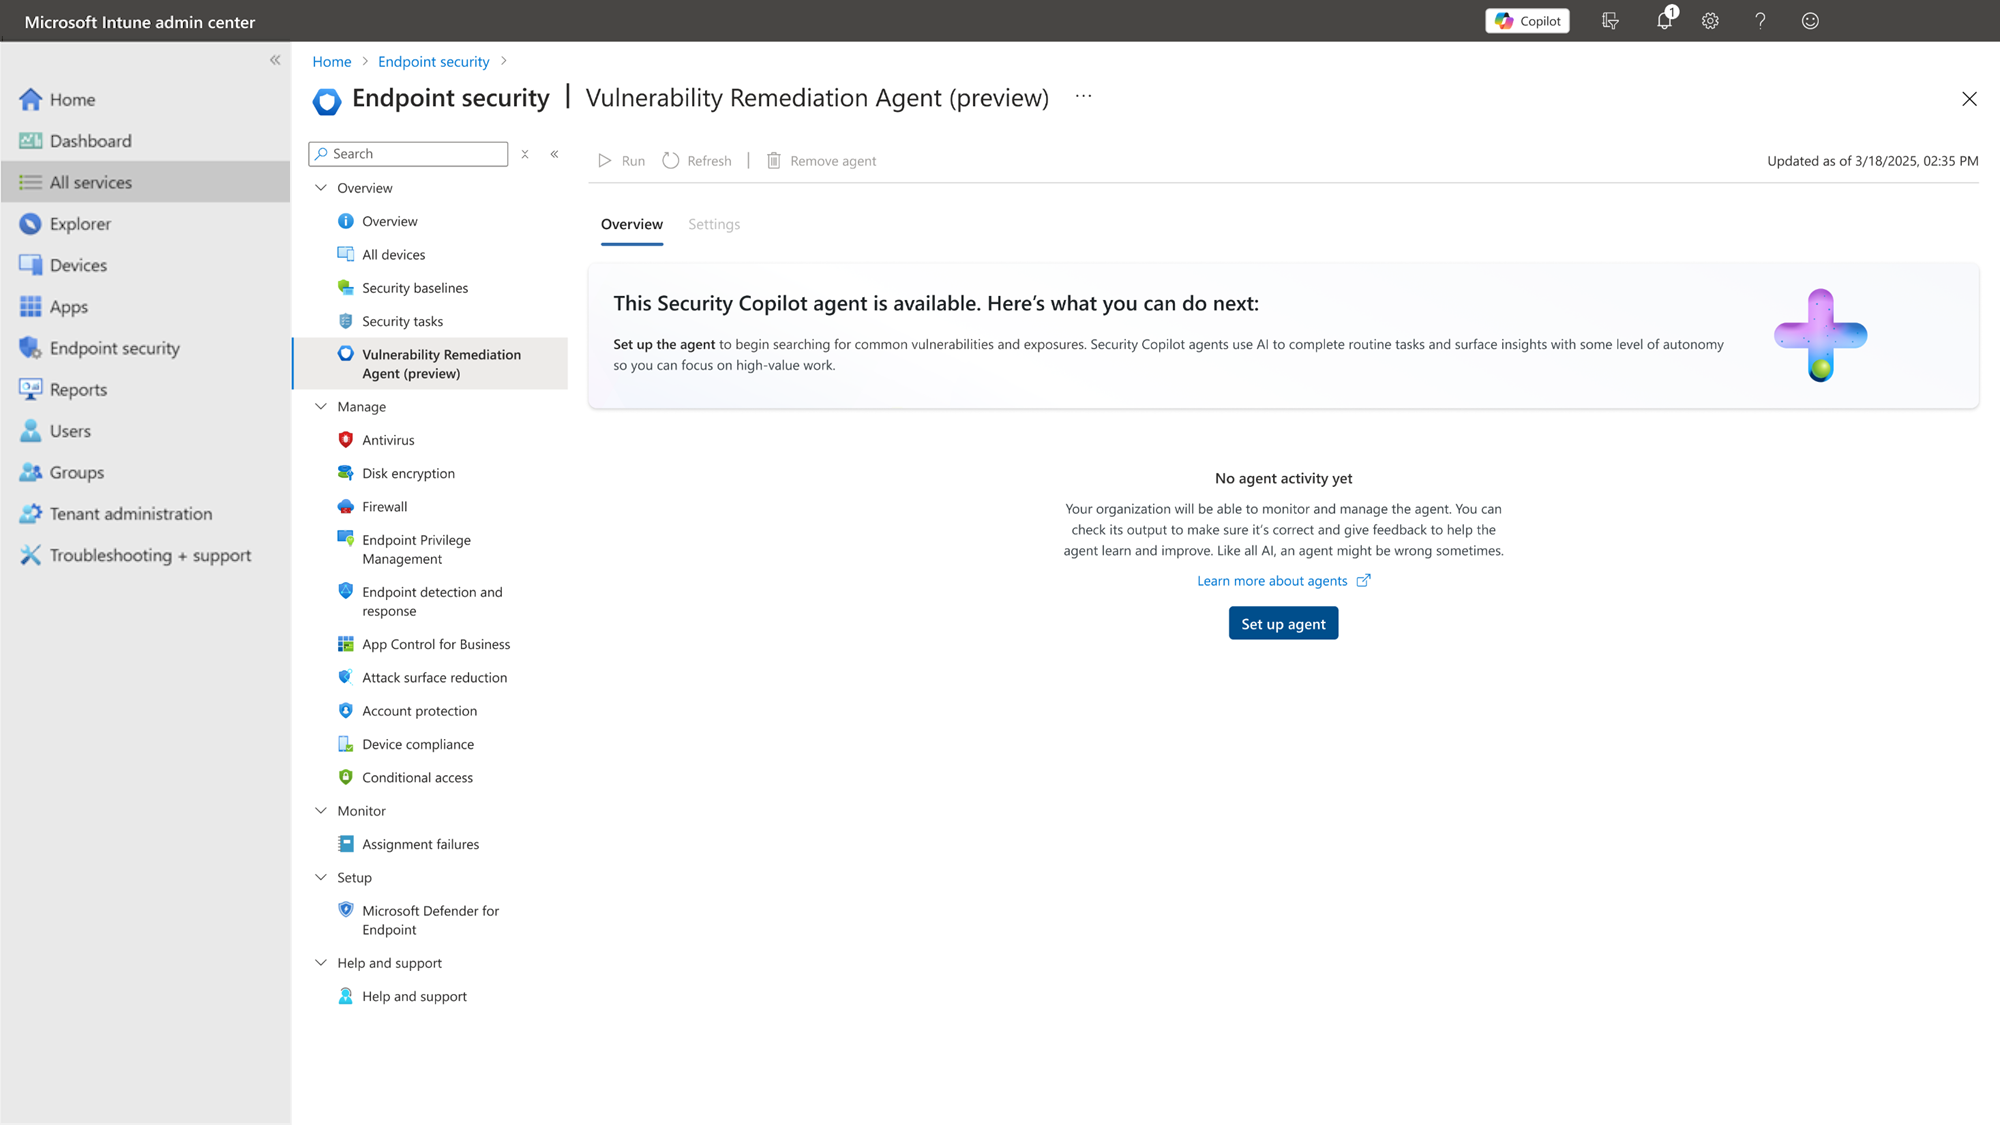 Microsoft Intune admin center
Copilot
1
Home
Dashboard
All services
Explorer
Devices
Apps
Endpoint security
Reports
Users
Groups
Tenant administration
Troubleshooting + support
Home > Endpoint security >
Endpoint security | Vulnerability Remediation Agent (preview) ...
Search
Overview
Overview
All devices
Security baselines
Security tasks
Vulnerability Remediation
Agent (preview)
Manage
Antivirus
Disk encryption
Firewall
Endpoint Privilege
Management
Endpoint detection and
response
App Control for Business
Attack surface reduction
Account protection
Device compliance
Conditional access
Monitor
Assignment failures
Setup
Microsoft Defender for
Endpoint
Help and support
Help and support
Run Refresh | Remove agent
Updated as of 3/18/2025, 02:35 PM
Overview Settings
This Security Copilot agent is available. Here’s what you can do next:
Set up the agent to begin searching for common vulnerabilities and exposures. Security Copilot agents use AI to complete routine tasks and surface insights with some level of autonomy
so you can focus on high-value work.
No agent activity yet
Your organization will be able to monitor and manage the agent. You can
check its output to make sure it’s correct and give feedback to help the
agent learn and improve. Like all AI, an agent might be wrong sometimes.
Learn more about agents
Set up agent